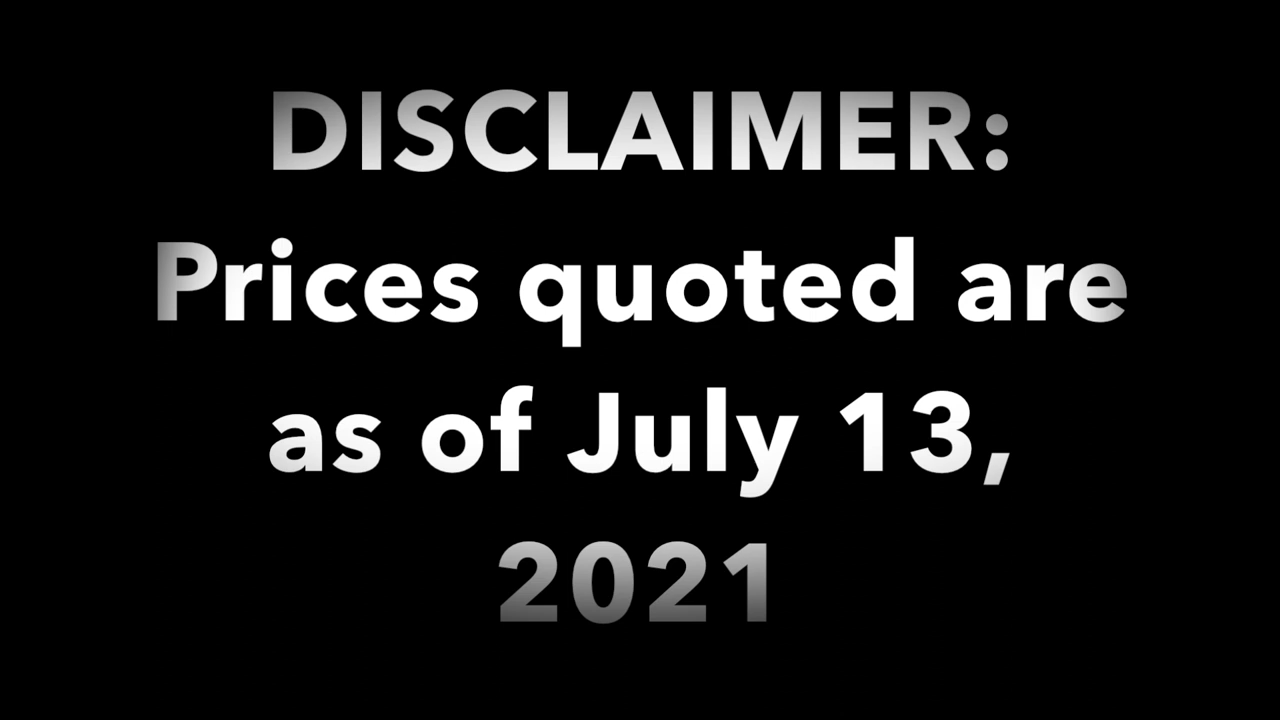 DISCLAIMER:
Prices quoted are
as of July 13,
2021